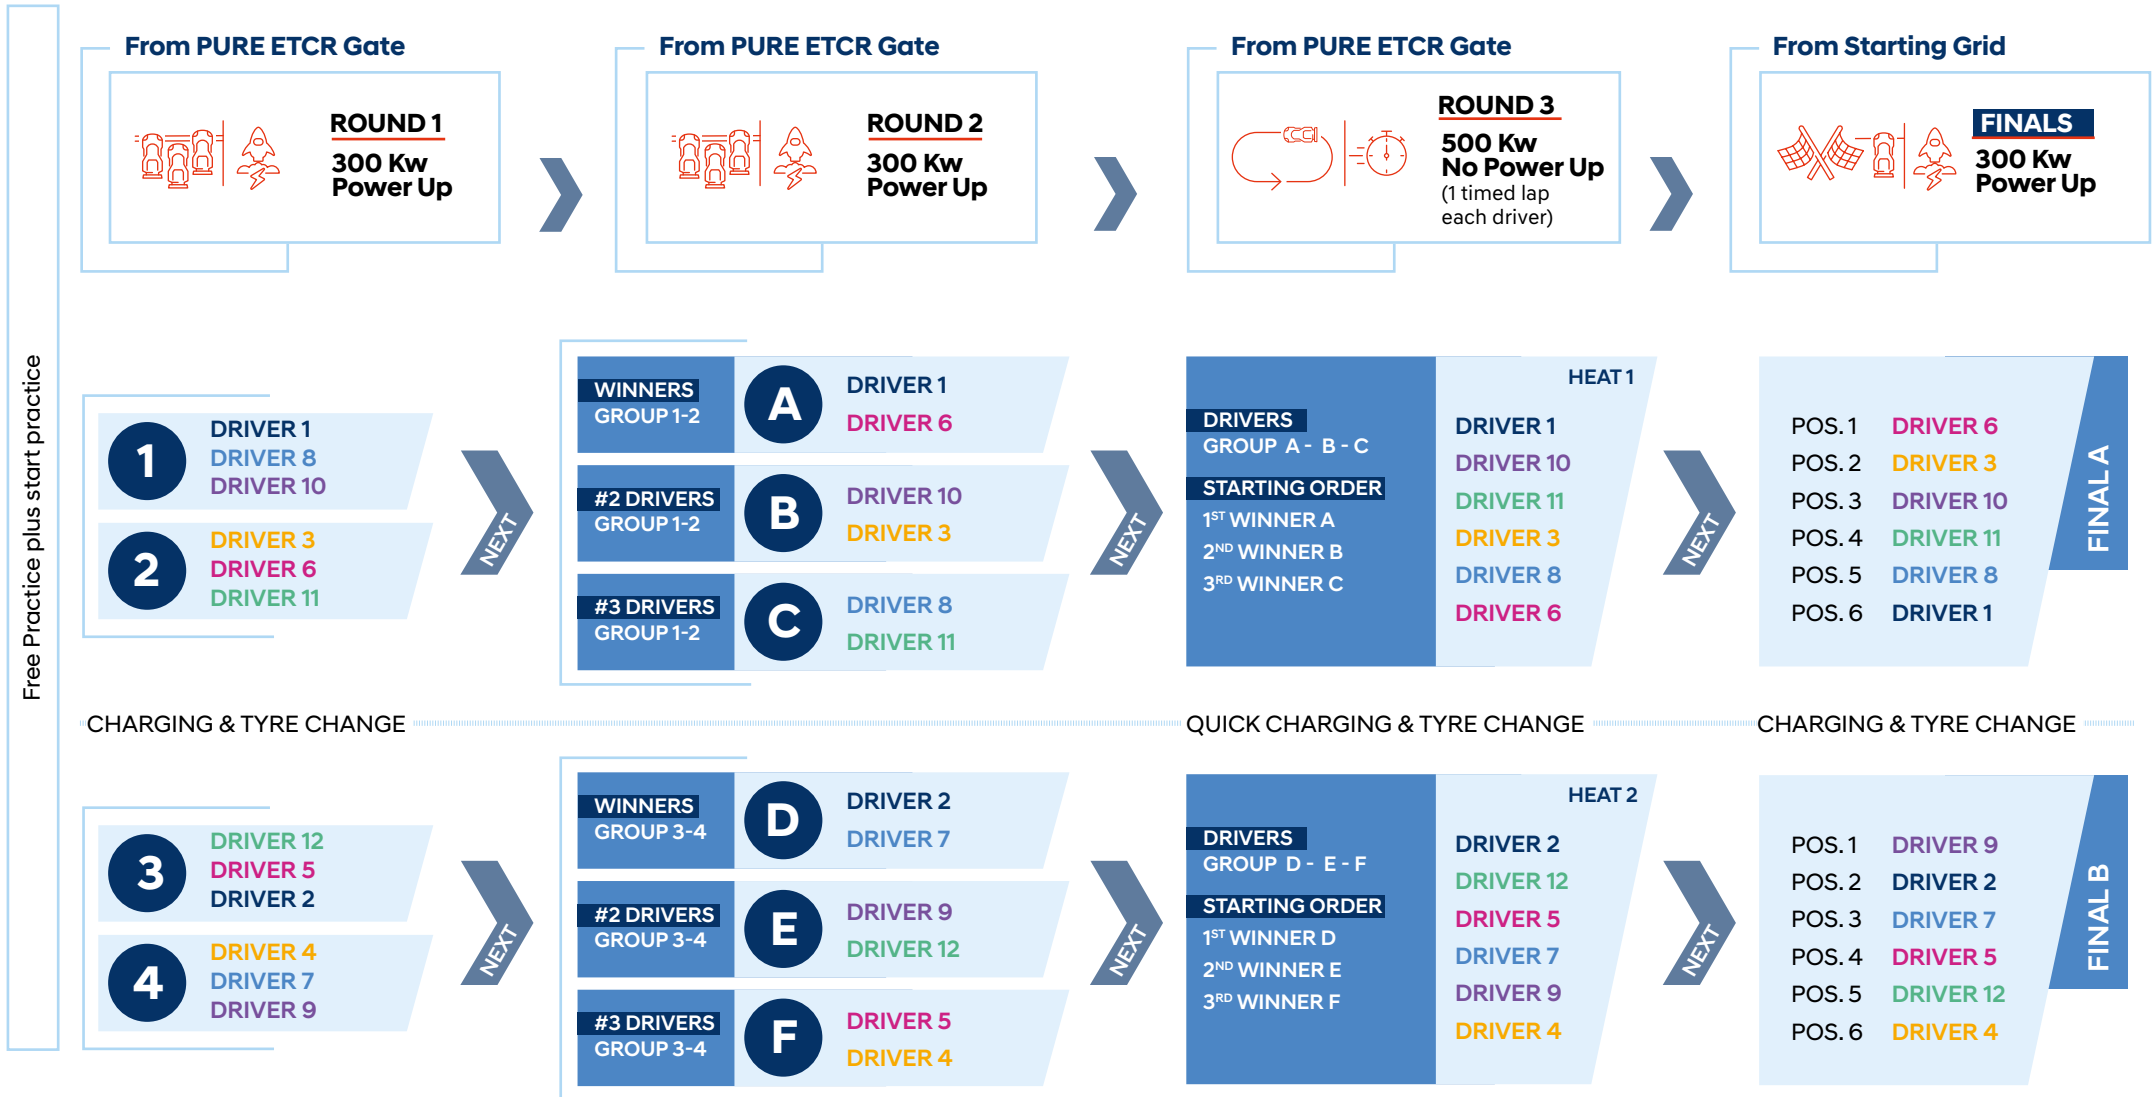 Free Practice plus start practice
From PURE ETCR Gate
ROUND 1
300 Kw
Power Up
From PURE ETCR Gate
ROUND 2
300 Kw
Power Up
From PURE ETCR Gate
ROUND 3
500 Kw
No Power Up
(1 timed lap
each driver)
From Starting Grid
FINALS
300 Kw
Power Up
1
DRIVER 1
DRIVER 8
DRIVER 10
2
DRIVER 3
DRIVER 6
DRIVER 11
NEXT
WINNERS
GROUP 1-2
A
DRIVER 1
DRIVER 6
#2 DRIVERS
GROUP 1-2
B
DRIVER 10
DRIVER 3
#3 DRIVERS
GROUP 1-2
C
DRIVER 8
DRIVER 11
NEXT
DRIVERS
GROUP A - B - C
STARTING ORDER
1ST WINNER A
2ND WINNER B
3RD WINNER C
HEAT 1
DRIVER 1
DRIVER 10
DRIVER 11
DRIVER 3
DRIVER 8
DRIVER 6
NEXT
POS. 1 DRIVER 6
POS. 2 DRIVER 3
POS. 3 DRIVER 10
POS. 4 DRIVER 11
POS. 5 DRIVER 8
POS. 6 DRIVER 1
FINAL A
CHARGING & TYRE CHANGE
QUICK CHARGING & TYRE CHANGE
CHARGING & TYRE CHANGE
3
DRIVER 12
DRIVER 5
DRIVER 2
4
DRIVER 4
DRIVER 7
DRIVER 9
NEXT
WINNERS
GROUP 3-4
D
DRIVER 2
DRIVER 7
#2 DRIVERS
GROUP 3-4
E
DRIVER 9
DRIVER 12
#3 DRIVERS
GROUP 3-4
F
DRIVER 5
DRIVER 4
NEXT
DRIVERS
GROUP D - E - F
STARTING ORDER
1ST WINNER D
2ND WINNER E
3RD WINNER F
HEAT 2
DRIVER 2
DRIVER 12
DRIVER 5
DRIVER 7
DRIVER 9
DRIVER 4
NEXT
POS. 1 DRIVER 9
POS. 2 DRIVER 2
POS. 3 DRIVER 7
POS. 4 DRIVER 5
POS. 5 DRIVER 12
POS. 6 DRIVER 4
FINAL B